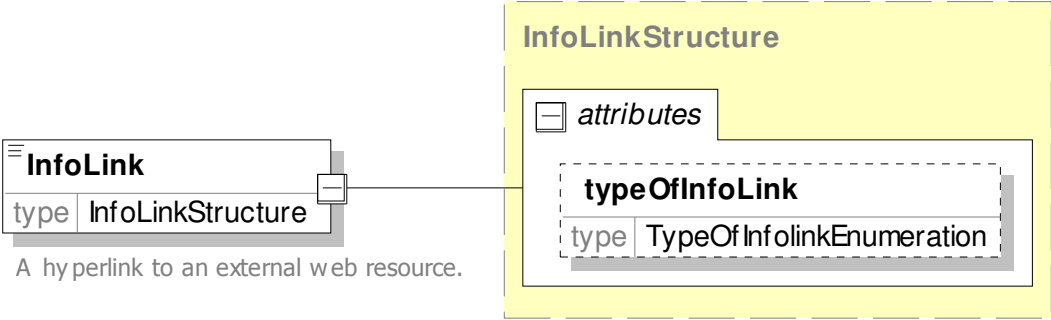 InfoLinkStructure
attributes
InfoLink
type InfoLinkStructure
A hyperlink to an external web resource.
typeOfInfoLink
type TypeOfInfolinkEnumeration